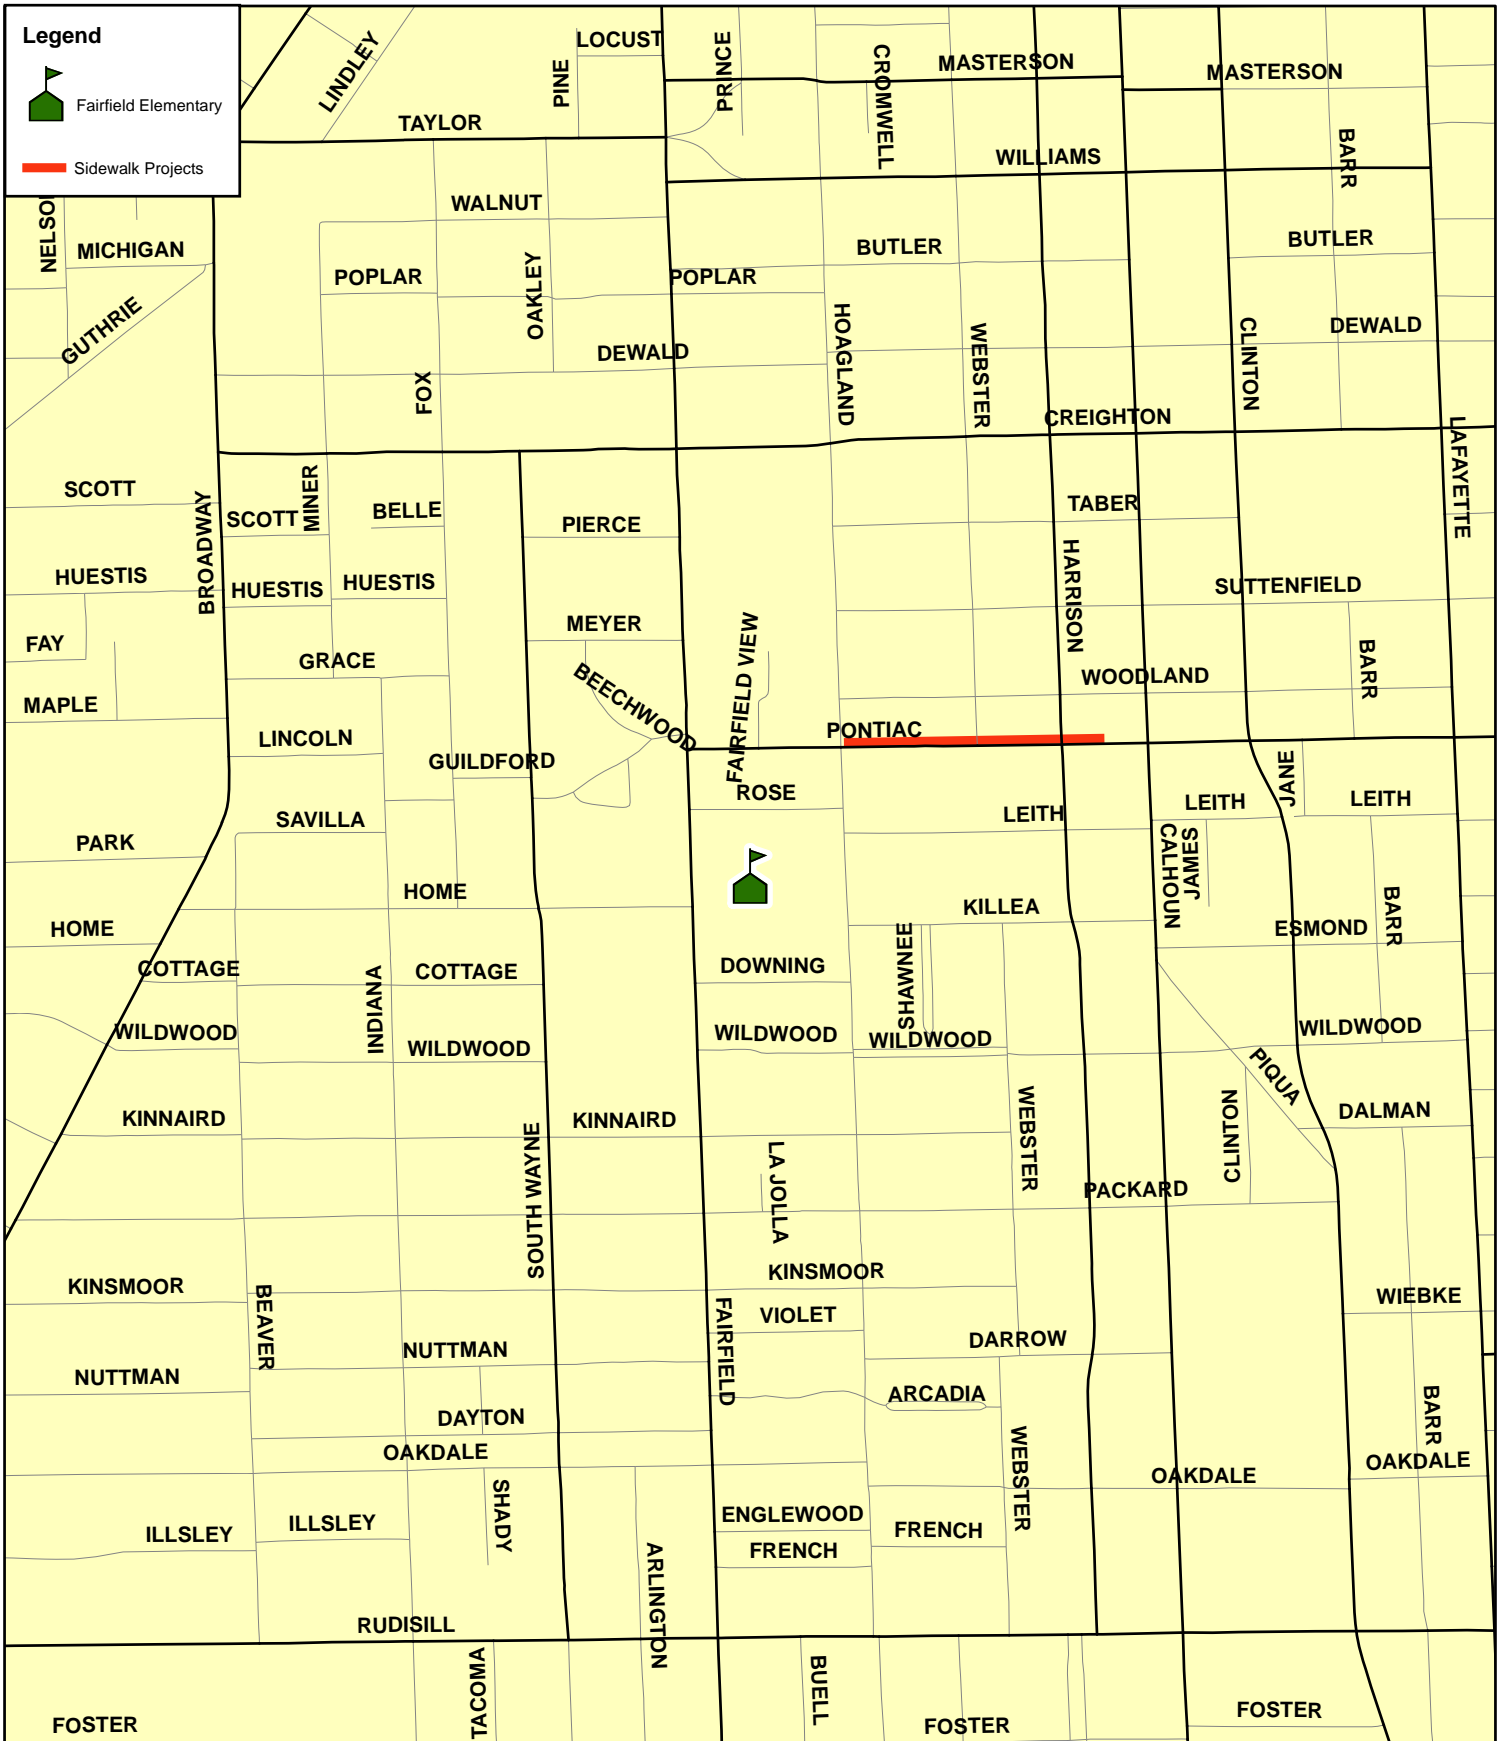 Legend
Fairfield Elementary
Sidewalk Projects
LINDLEY
PINE
LOCUST
PRINCE
CROMWELL
MASTERSON
MASTERSON
TAYLOR
WILLIAMS
BARR
WALNUT
NELSO
MICHIGAN
BUTLER
BUTLER
POPLAR
OAKLEY
POPLAR
GUTHRIE
HOAGLAND
WEBSTER
CLINTON
DEWALD
DEWALD
FOX
CREIGHTON
LAFAYETTE
SCOTT
BROADWAY
SCOTT
MINER
BELLE
PIERCE
TABER
HARRISON
HUESTIS
HUESTIS
HUESTIS
SUTTENFIELD
FAY
MEYER
FAIRFIELD VIEW
BARR
GRACE
BEECHWOOD
WOODLAND
MAPLE
LINCOLN
PONTIAC
GUILDFORD
JANE
ROSE
LEITH
LEITH
LEITH
SAVILLA
PARK
CALHOUN
JAMES
HOME
KILLEA
BARR
HOME
SHAWNEE
ESMOND
COTTAGE
INDIANA
COTTAGE
DOWNING
WILDWOOD
WILDWOOD
WILDWOOD
WILDWOOD
WILDWOOD
PIQUA
KINNAIRD
KINNAIRD
WEBSTER
CLINTON
DALMAN
SOUTH WAYNE
LA JOLLA
PACKARD
KINSMOOR
KINSMOOR
BEAVER
FAIRFIELD
VIOLET
WIEBKE
NUTTMAN
DARROW
NUTTMAN
ARCADIA
BARR
DAYTON
OAKDALE
WEBSTER
OAKDALE
OAKDALE
SHADY
ENGLEWOOD
ILLSLEY
ILLSLEY
FRENCH
FRENCH
ARLINGTON
RUDISILL
TACOMA
BUELL
FOSTER
FOSTER
FOSTER